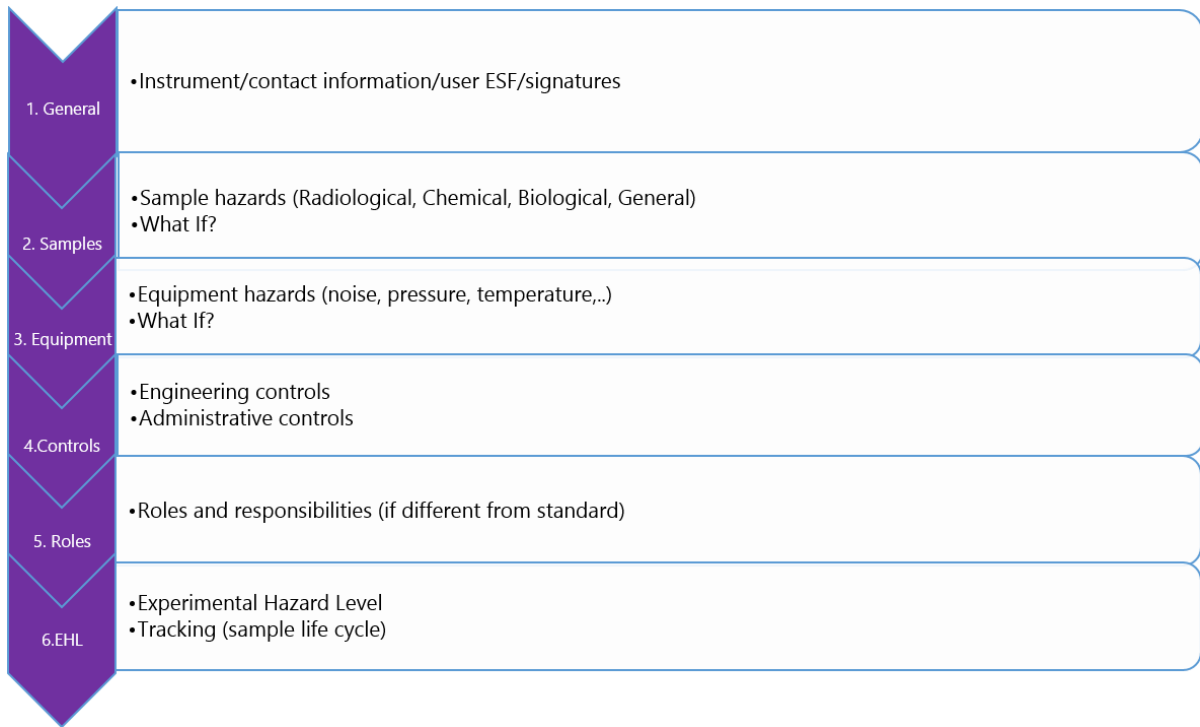 1. General
•Instrument/contact information/user ESF/signatures
2. Samples
•Sample hazards (Radiological, Chemical, Biological, General)
•What If?
3. Equipment
•Equipment hazards (noise, pressure, temperature,..)
•What If?
4.Controls
•Engineering controls
•Administrative controls
5. Roles
•Roles and responsibilities (if different from standard)
6.EHL
•Experimental Hazard Level
•Tracking (sample life cycle)